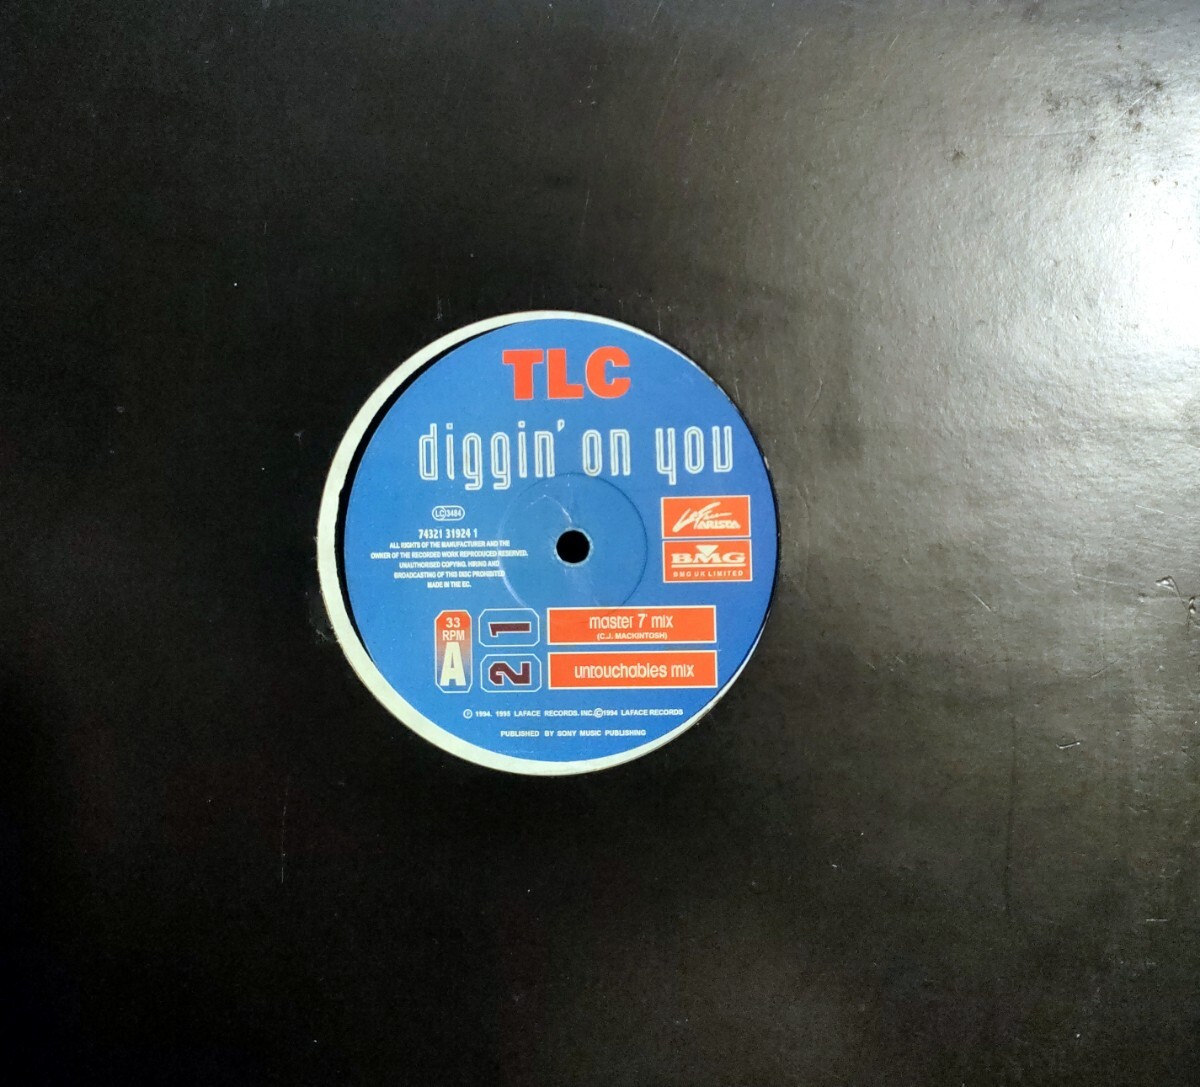 TLC
diggin' on you
LC 3484
74321 31924 1
ALL RIGHTS OF THE MANUFACTURER AND THE
OWNER OF THE RECORDED WORK REPRODUCED RESERVED.
UNAUTHORISED COPYING, HIRING AND
BROADCASTING OF THIS DISC PROHIBITED
MADE IN THE EC.
LaFace
ARISTA
BMG
BMG UK LIMITED
33
RPM
A
1
master 7" mix
(C.J. MACKINTOSH)
2
untouchables mix
℗ 1994, 1995 LAFACE RECORDS, INC.©1994 LAFACE RECORDS
PUBLISHED BY SONY MUSIC PUBLISHING